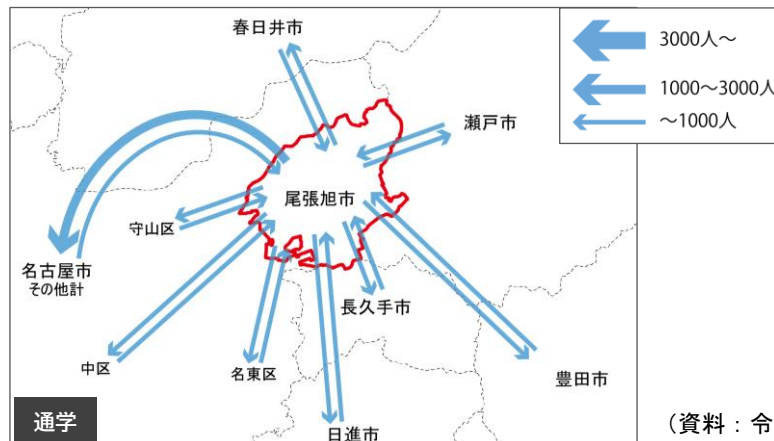 春日井市
3000人~
1000~3000人
~1000人
瀬戸市
尾張旭市
守山区
名古屋市
その他計
長久手市
中区
名東区
豊田市
日進市
通学
(資料:令